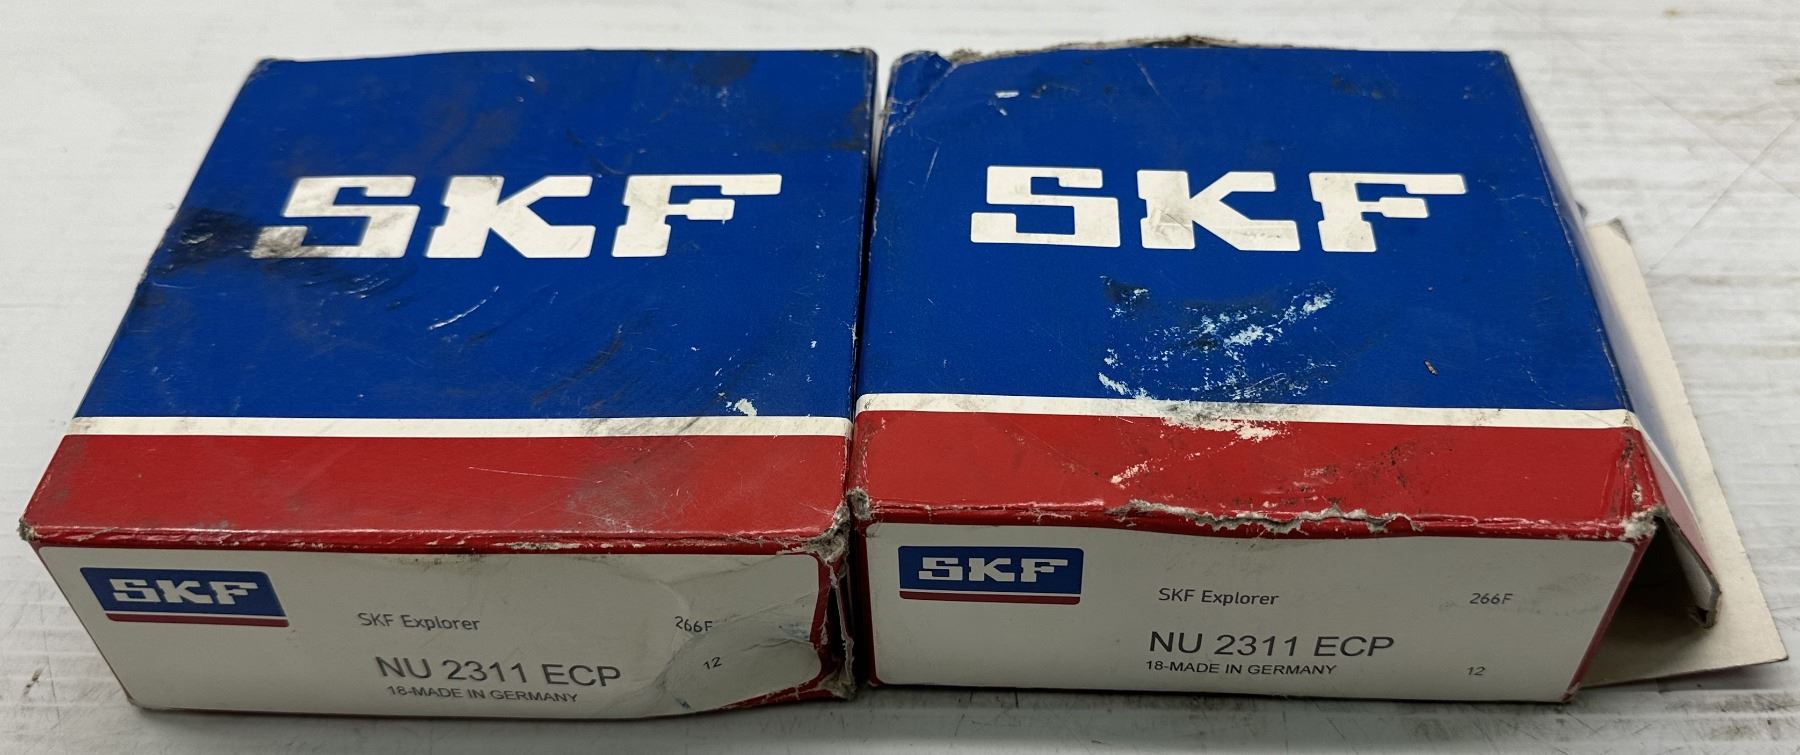 SKF
SKF
SKF
SKF Explorer
266F
NU 2311 ECP
12
18-MADE IN GERMANY
SKF
SKF Explorer
266F
NU 2311 ECP
18-MADE IN GERMANY
12